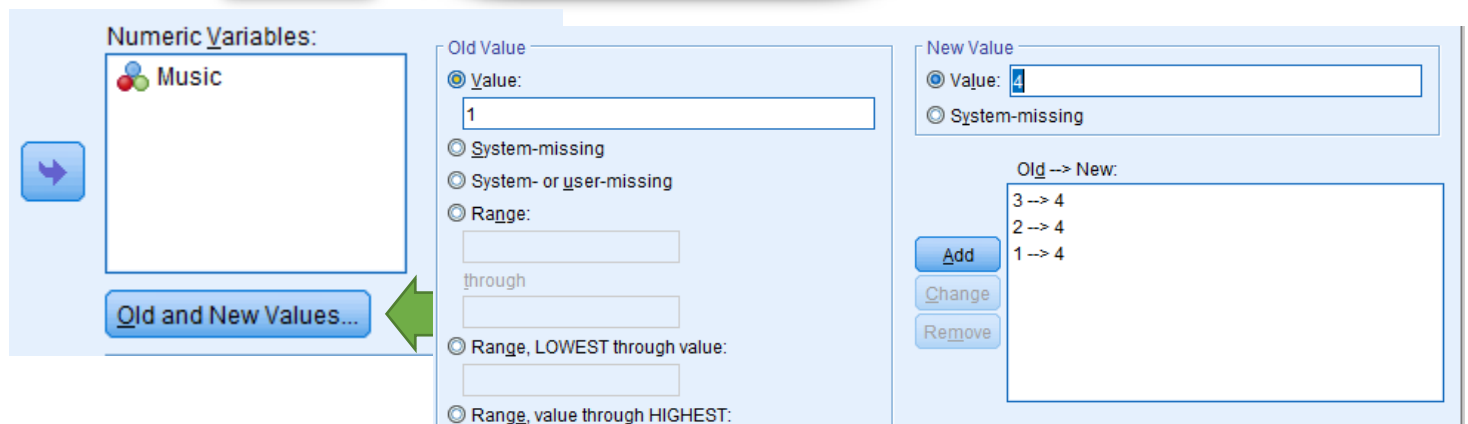 Numeric Variables:
Music
Old and New Values...
Old Value
Value:
1
System-missing
System- or user-missing
Range:
through
Range, LOWEST through value:
Range, value through HIGHEST:
New Value
Value: 4
System-missing
Old --> New:
3 --> 4
2 --> 4
1 --> 4
Add
Change
Remove